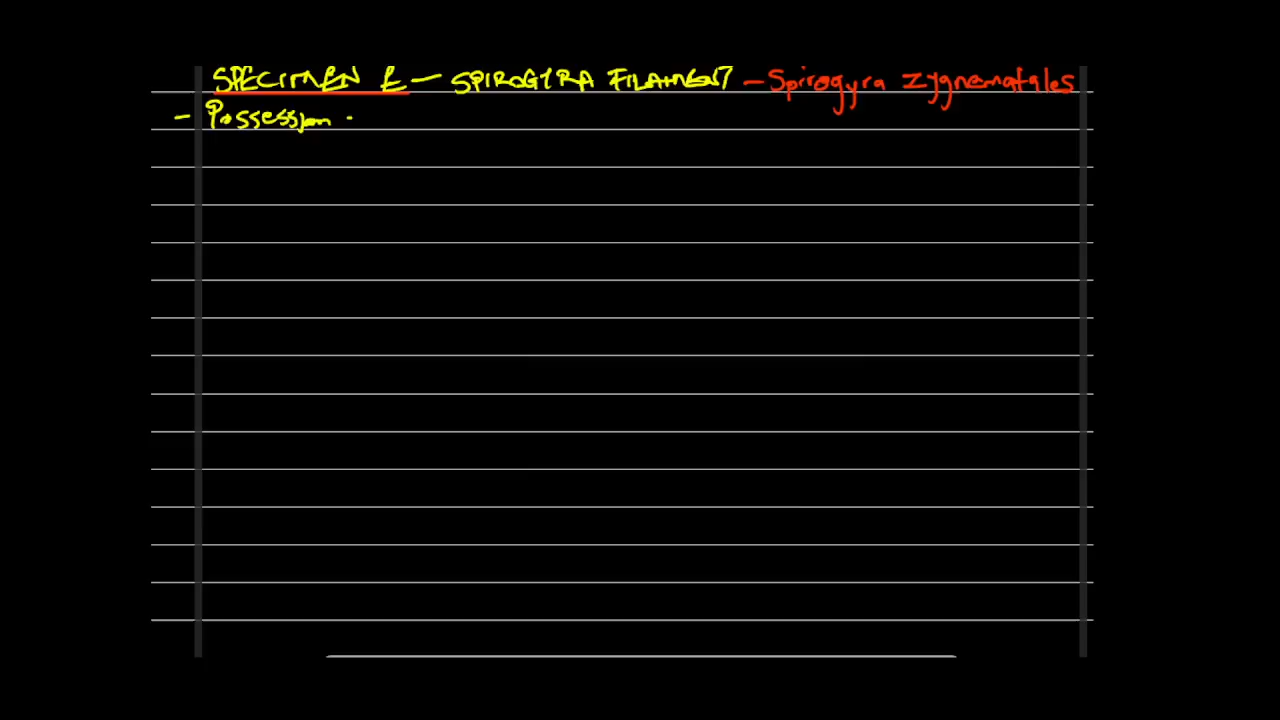 SPECIMEN E - SPIROGYRA FILAMENT - Spirogyra Zygnematales
- Possession